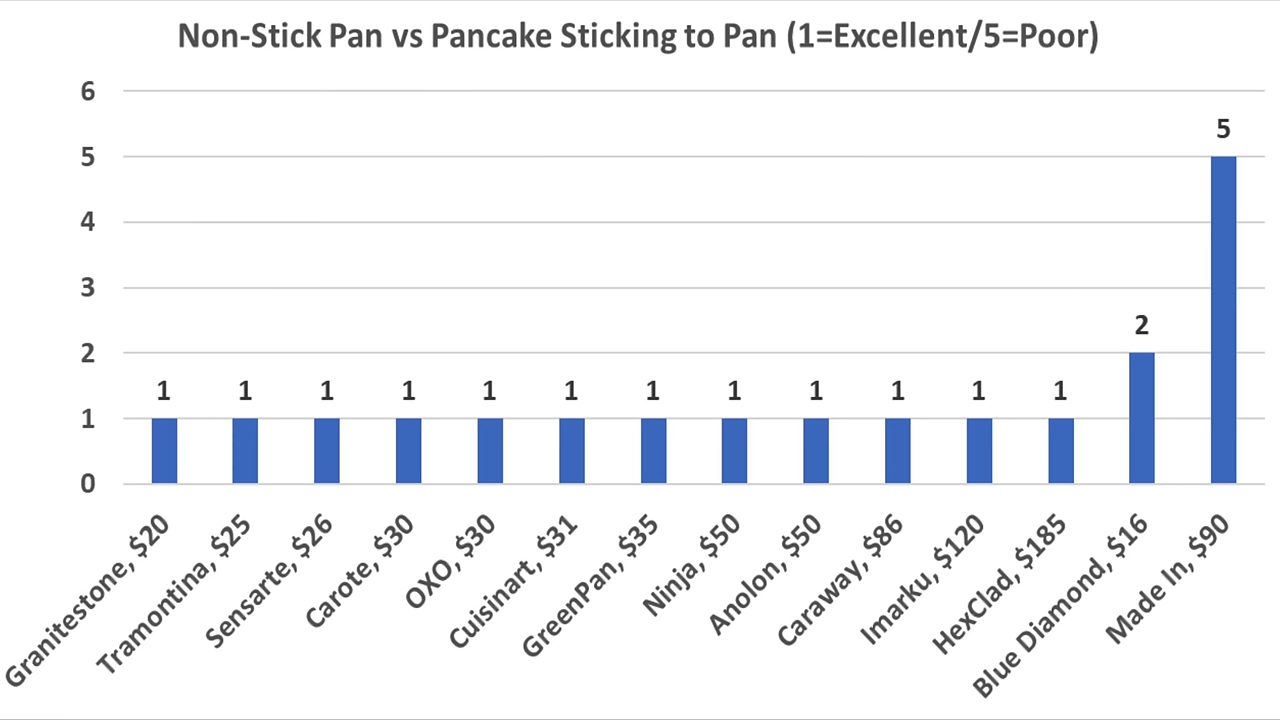 Non-Stick Pan vs Pancake Sticking to Pan (1=Excellent/5=Poor)
6
5
4
3
2
1
0
1
1
1
1
1
1
1
1
1
1
1
1
2
5
Granitestone, $20
Tramontina, $25
Sensarte, $26
Carote, $30
OXO, $30
Cuisinart, $31
GreenPan, $35
Ninja, $50
Anolon, $50
Caraway, $86
Imarku, $120
HexClad, $185
Blue Diamond, $16
Made In, $90